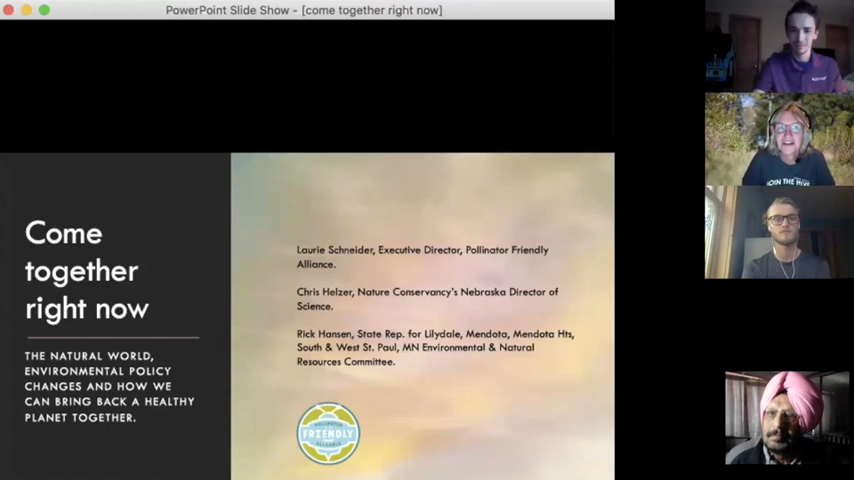 PowerPoint Slide Show - [come together right now]
Come
together
right now
THE NATURAL WORLD,
ENVIRONMENTAL POLICY
CHANGES AND HOW WE
CAN BRING BACK A HEALTHY
PLANET TOGETHER.
Laurie Schneider, Executive Director, Pollinator Friendly
Alliance.
Chris Helzer, Nature Conservancy's Nebraska Director of
Science.
Rick Hansen, State Rep. for Lilydale, Mendota, Mendota Hts,
South & West St. Paul, MN Environmental & Natural
Resources Committee.
POLLINATOR
FRIENDLY
ALLIANCE
JOIN THE HIVE